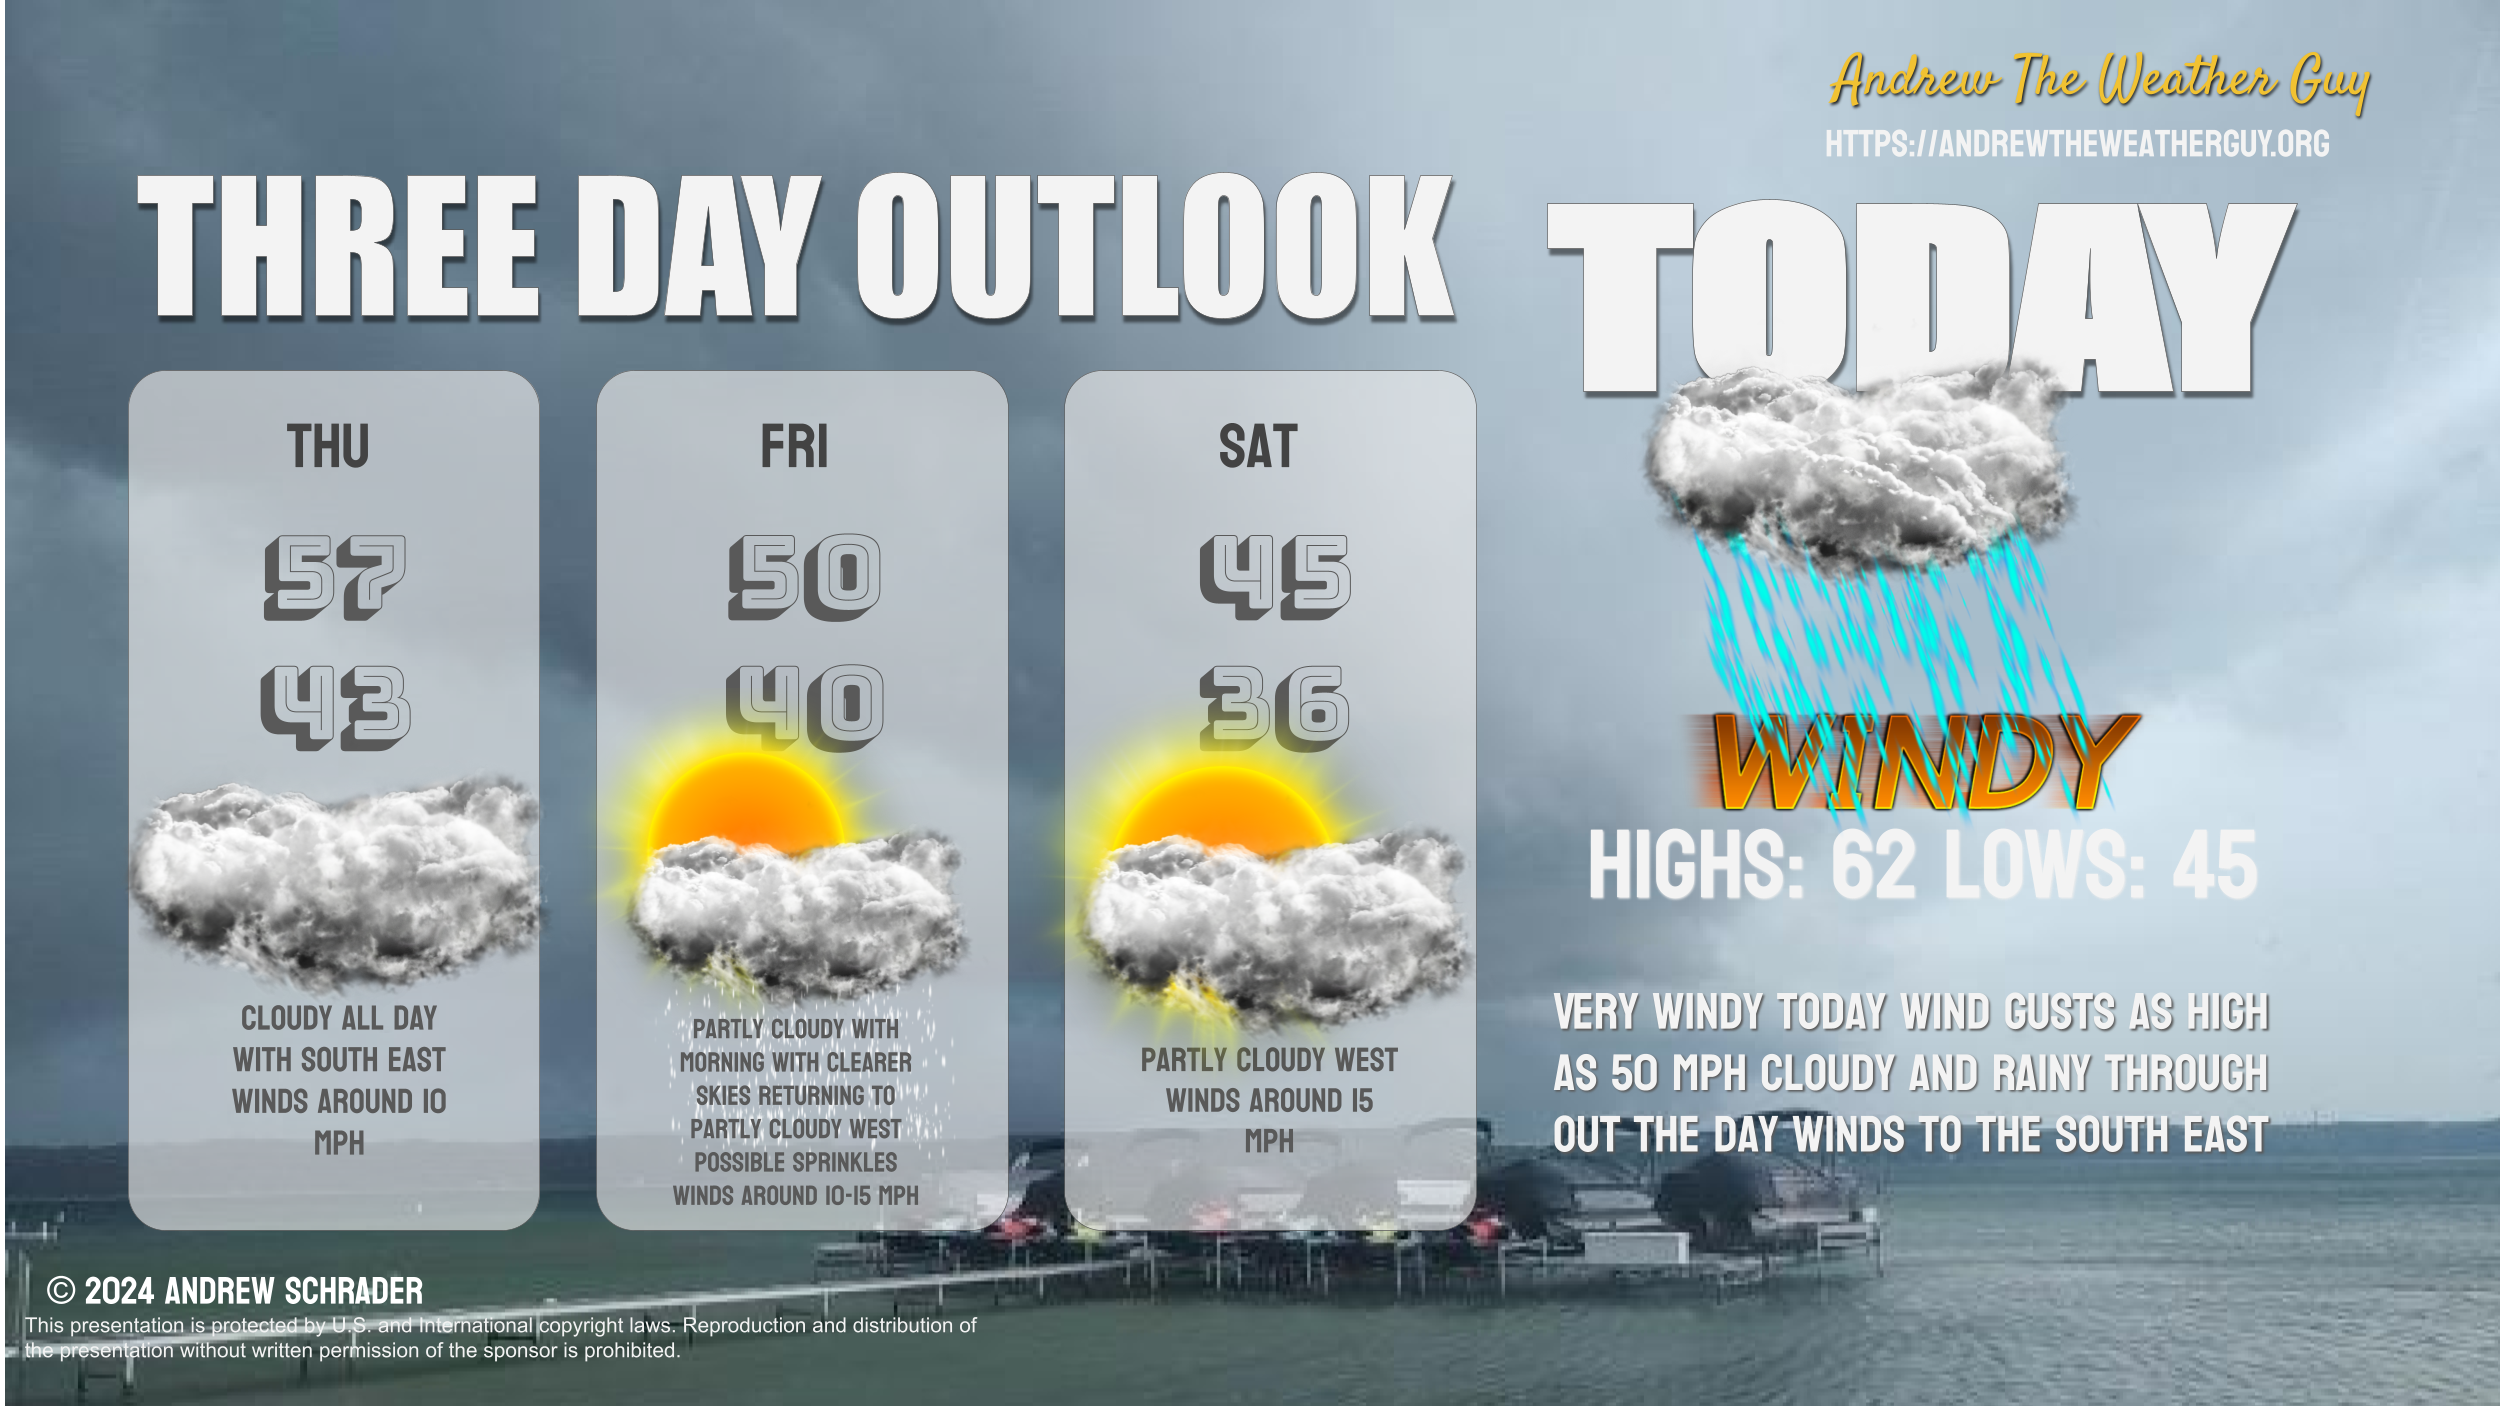 Andrew The Weather Guy
HTTPS://ANDREWTHEWEATHERGUY.ORG
THREE DAY OUTLOOK
THU
57
43
CLOUDY ALL DAY
WITH SOUTH EAST
WINDS AROUND 10
MPH
FRI
50
40
PARTLY CLOUDY WITH
MORNING WITH CLEARER
SKIES RETURNING TO
PARTLY CLOUDY WEST
POSSIBLE SPRINKLES
WINDS AROUND 10-15 MPH
SAT
45
36
PARTLY CLOUDY WEST
WINDS AROUND 15
MPH
TODAY
WINDY
HIGHS: 62 LOWS: 45
VERY WINDY TODAY WIND GUSTS AS HIGH
AS 50 MPH CLOUDY AND RAINY THROUGH
OUT THE DAY WINDS TO THE SOUTH EAST
© 2024 ANDREW SCHRADER
This presentation is protected by U.S. and International copyright laws. Reproduction and distribution of
the presentation without written permission of the sponsor is prohibited.